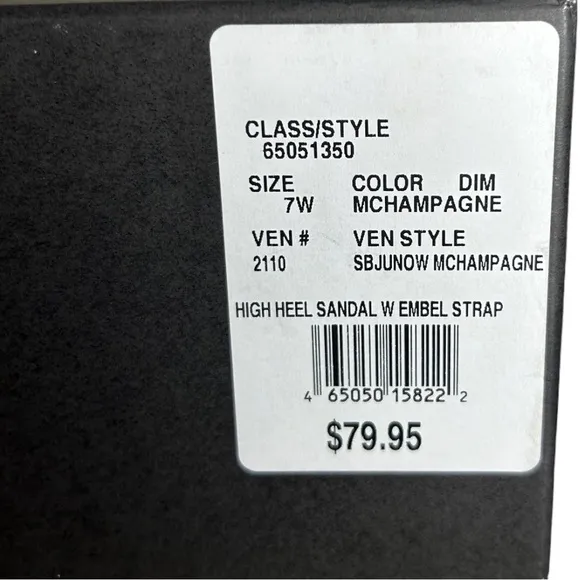 CLASS/STYLE
65051350
SIZE COLOR DIM
7W MCHAMPAGNE
VEN # VEN STYLE
2110 SBJUNOW MCHAMPAGNE
HIGH HEEL SANDAL W EMBEL STRAP
4 65050 15822 2
$79.95